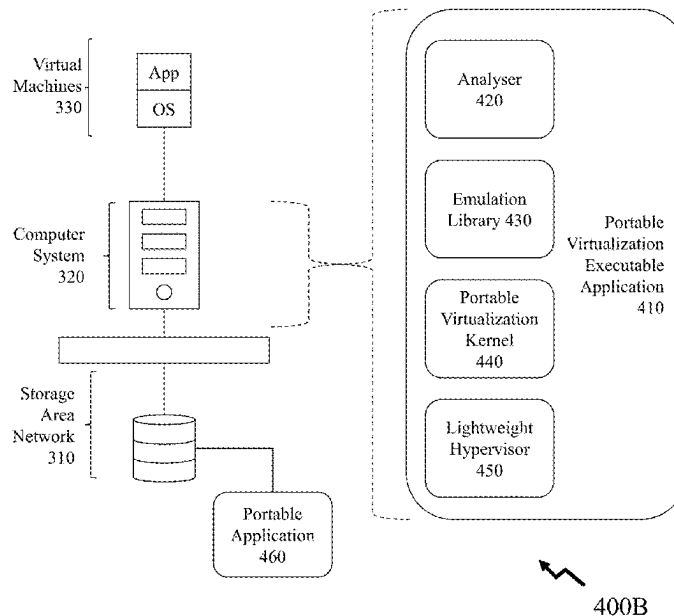 Virtual
Machines
330
App
OS
Computer
System
320
Storage
Area
Network
310
Portable
Application
460
Analyser
420
Emulation
Library 430
Portable
Virtualization
Kernel
440
Lightweight
Hypervisor
450
Portable
Virtualization
Executable
Application
410
400B